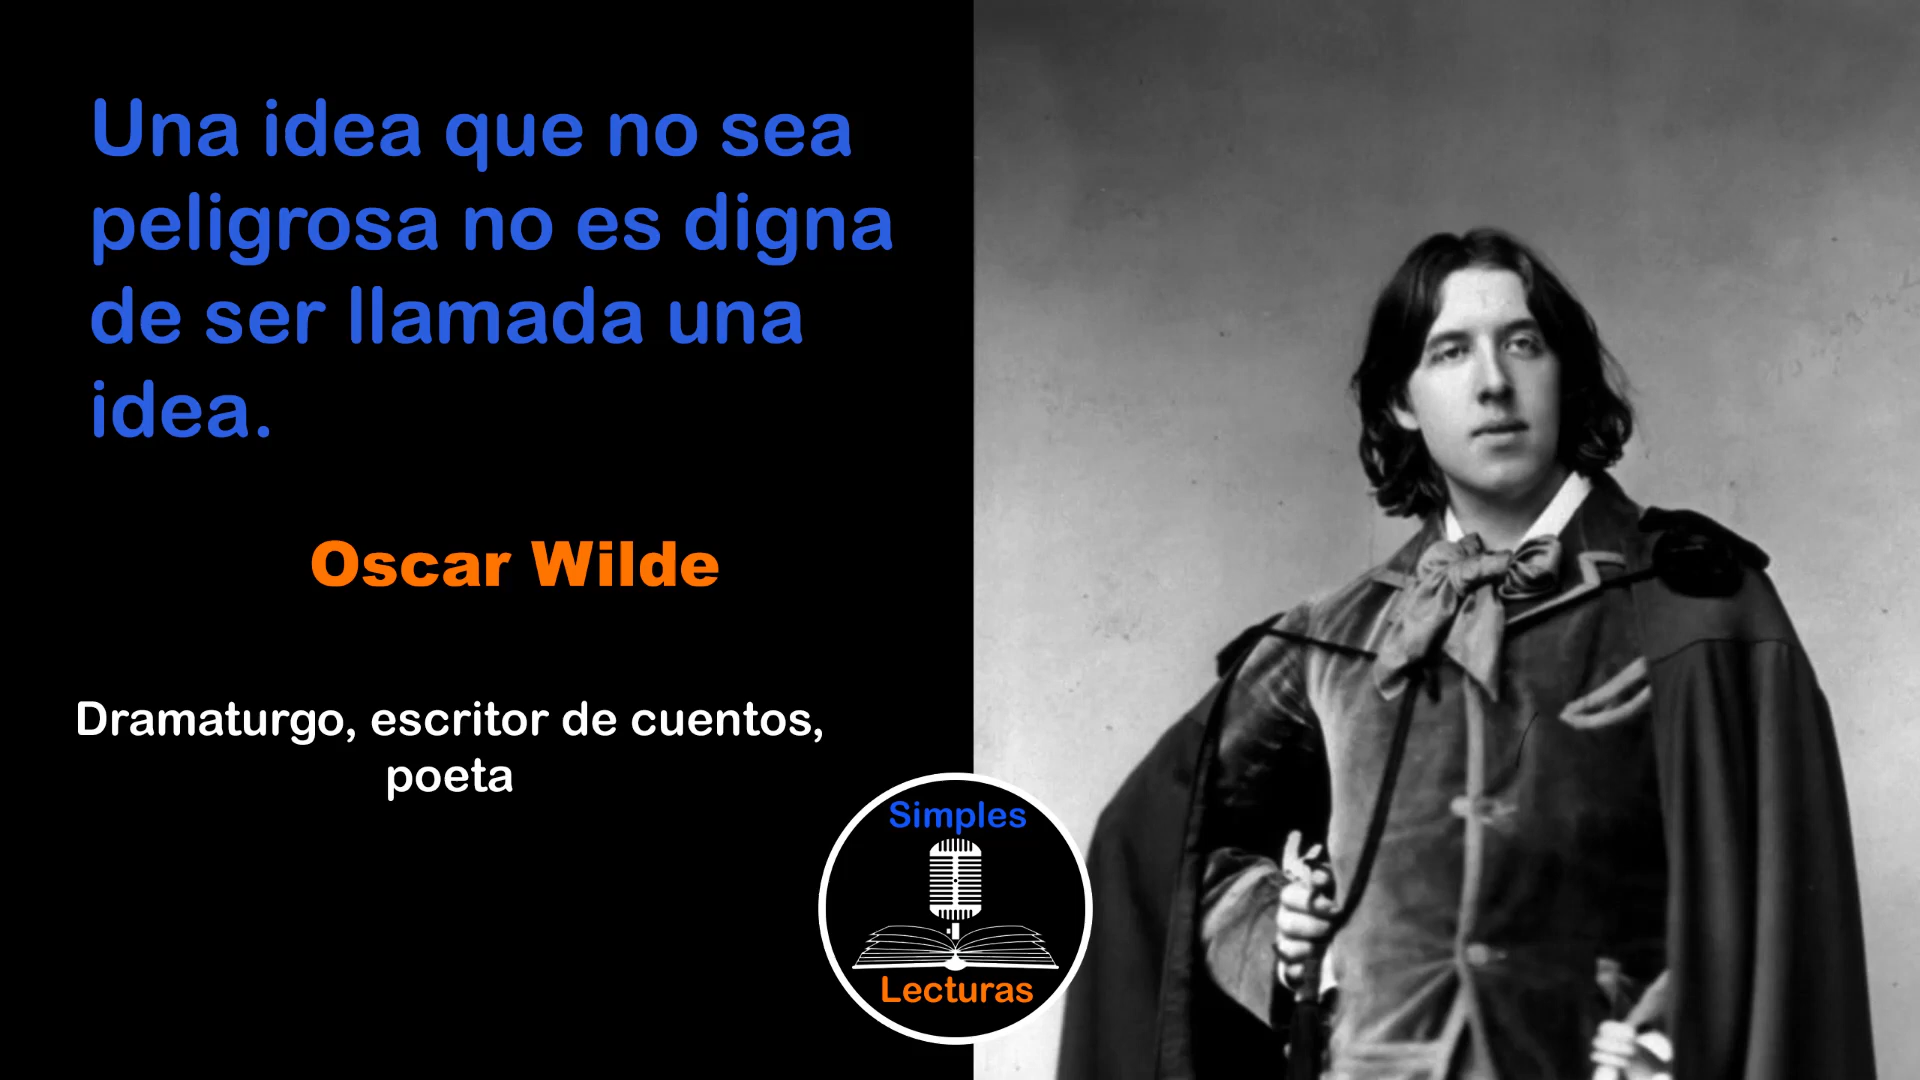 Una idea que no sea
peligrosa no es digna
de ser llamada una
idea.
Oscar Wilde
Dramaturgo, escritor de cuentos,
poeta
Simples
Lecturas